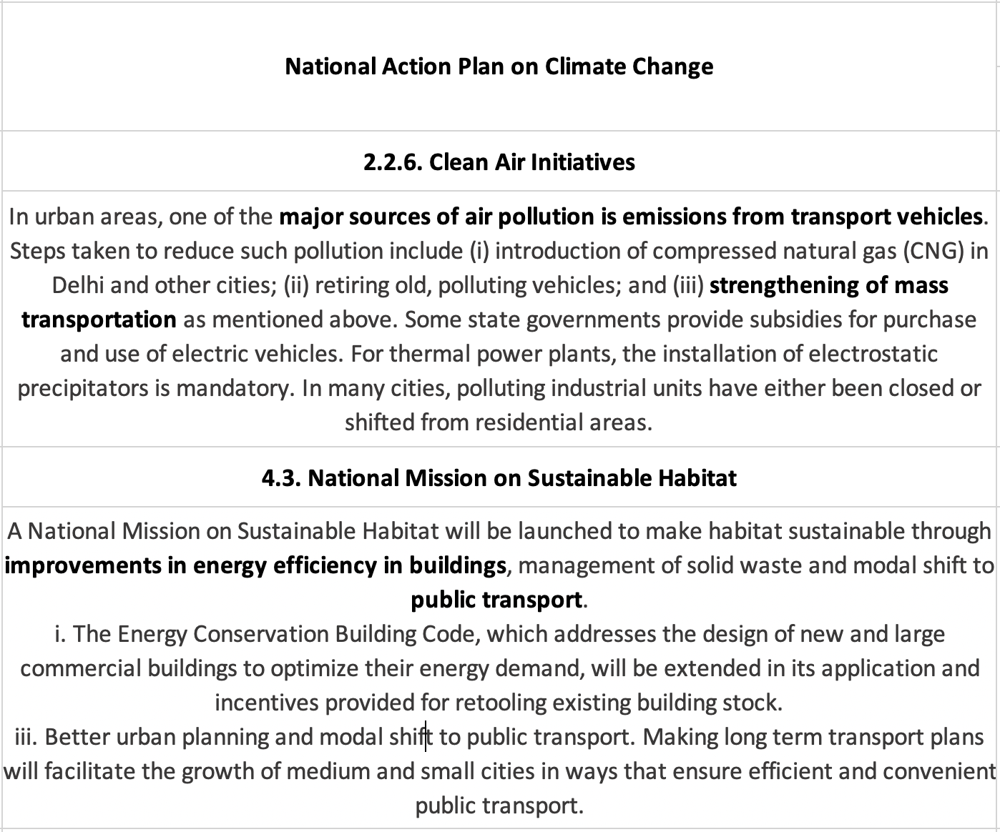 National Action Plan on Climate Change
2.2.6. Clean Air Initiatives
In urban areas, one of the major sources of air pollution is emissions from transport vehicles.
Steps taken to reduce such pollution include (i) introduction of compressed natural gas (CNG) in
Delhi and other cities; (ii) retiring old, polluting vehicles; and (iii) strengthening of mass
transportation as mentioned above. Some state governments provide subsidies for purchase
and use of electric vehicles. For thermal power plants, the installation of electrostatic
precipitators is mandatory. In many cities, polluting industrial units have either been closed or
shifted from residential areas.
4.3. National Mission on Sustainable Habitat
A National Mission on Sustainable Habitat will be launched to make habitat sustainable through
improvements in energy efficiency in buildings, management of solid waste and modal shift to
public transport.
i. The Energy Conservation Building Code, which addresses the design of new and large
commercial buildings to optimize their energy demand, will be extended in its application and
incentives provided for retooling existing building stock.
iii. Better urban planning and modal shift to public transport. Making long term transport plans
will facilitate the growth of medium and small cities in ways that ensure efficient and convenient
public transport.